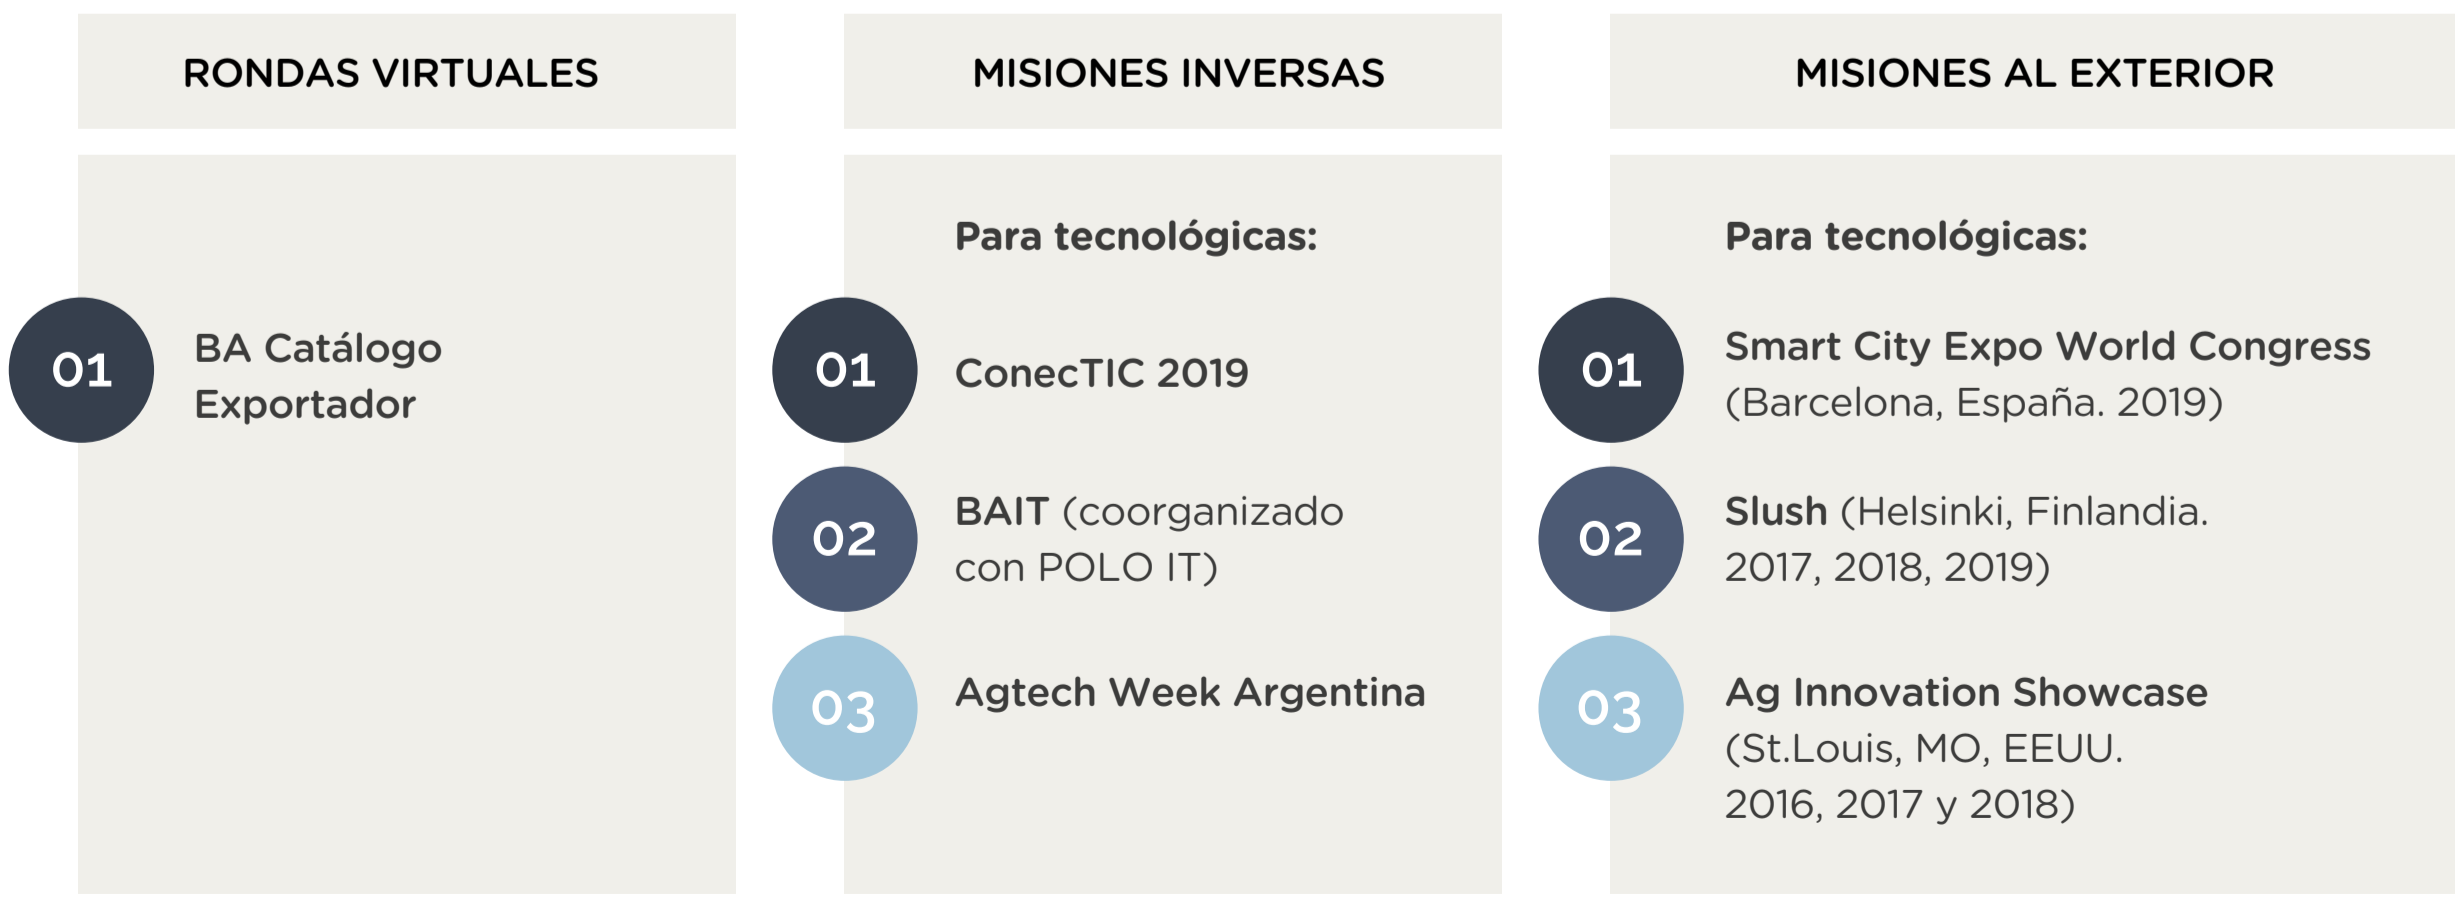 RONDAS VIRTUALES
01
BA Catálogo
Exportador
MISIONES INVERSAS
Para tecnológicas:
01
ConecTIC 2019
02
BAIT (coorganizado
con POLO IT)
03
Agtech Week Argentina
MISIONES AL EXTERIOR
Para tecnológicas:
01
Smart City Expo World Congress
(Barcelona, España. 2019)
02
Slush (Helsinki, Finlandia.
2017, 2018, 2019)
03
Ag Innovation Showcase
(St.Louis, MO, EEUU.
2016, 2017 y 2018)